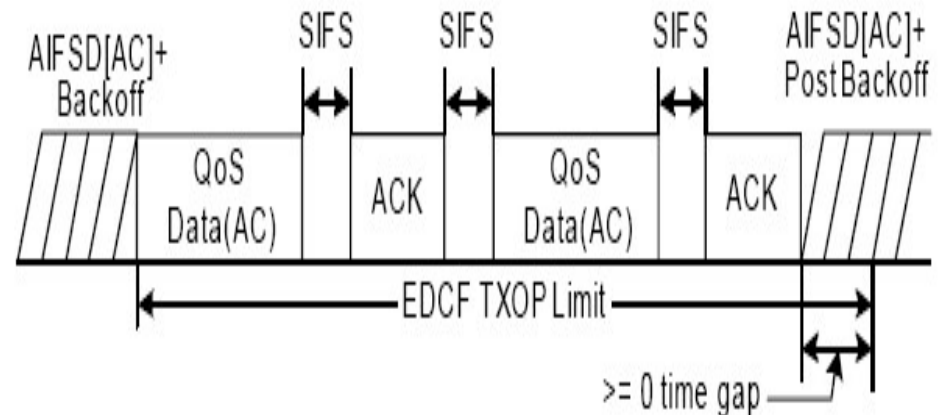 AIFSD[AC]+
Backoff
SIFS
SIFS
SIFS
AIFSD[AC]+
Post Backoff
QoS
Data(AC)
ACK
QoS
Data(AC)
ACK
EDCF TXOP Limit
>= 0 time gap